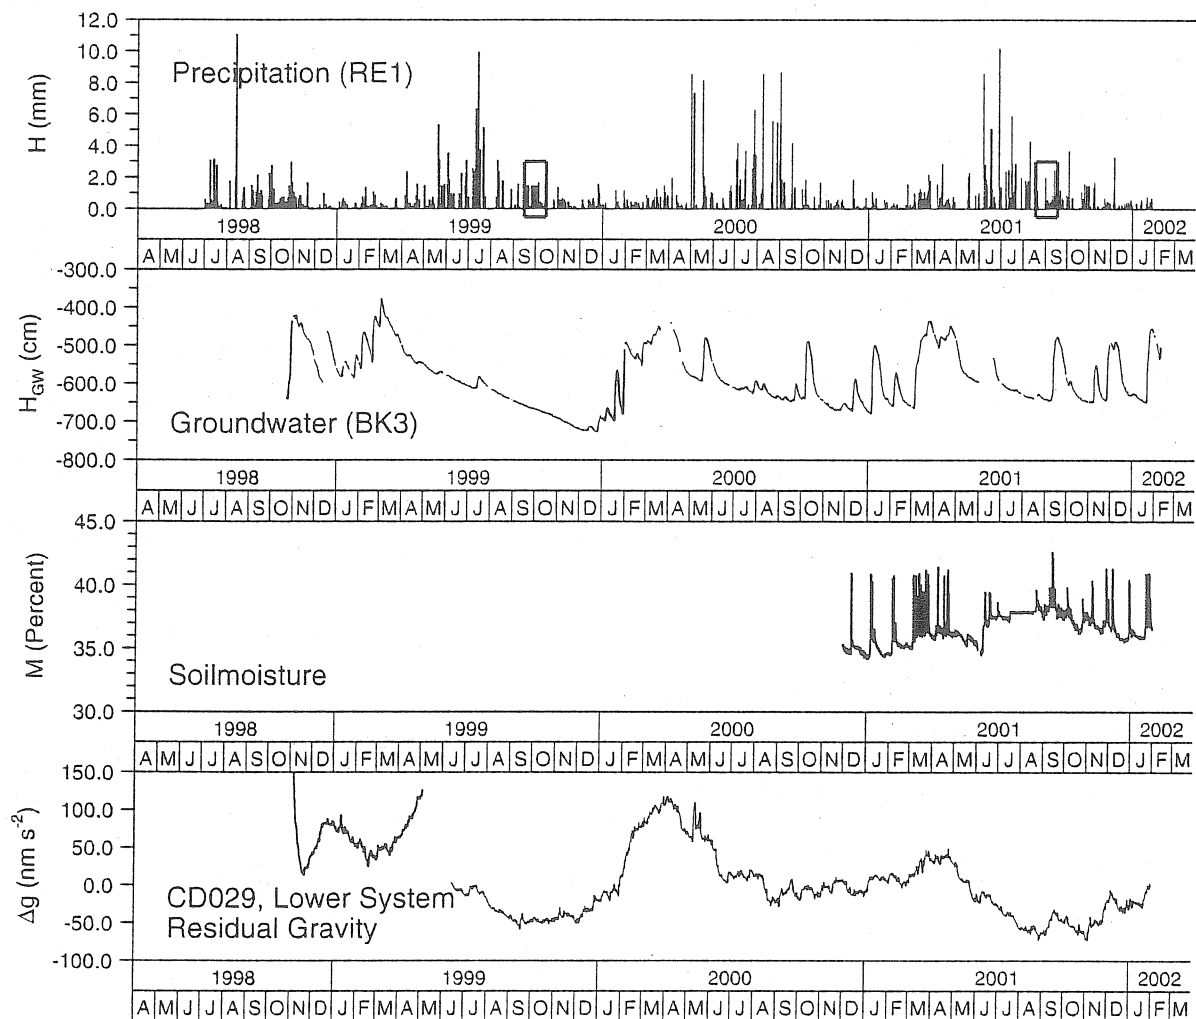 12.0
10.0
8.0
6.0
4.0
2.0
0.0
H (mm)
Precipitation (RE1)
1998 1999 2000 2001 2002
A M J J A S O N D J F M A M J J A S O N D J F M A M J J A S O N D J F M A M J J A S O N D J F M
-300.0
-400.0
-500.0
-600.0
-700.0
-800.0
HGW (cm)
Groundwater (BK3)
1998 1999 2000 2001 2002
A M J J A S O N D J F M A M J J A S O N D J F M A M J J A S O N D J F M A M J J A S O N D J F M
45.0
40.0
35.0
30.0
M (Percent)
Soilmoisture
1998 1999 2000 2001 2002
A M J J A S O N D J F M A M J J A S O N D J F M A M J J A S O N D J F M A M J J A S O N D J F M
150.0
100.0
50.0
0.0
-50.0
-100.0
Δg (nm s-2)
CD029, Lower System
Residual Gravity
1998 1999 2000 2001 2002
A M J J A S O N D J F M A M J J A S O N D J F M A M J J A S O N D J F M A M J J A S O N D J F M